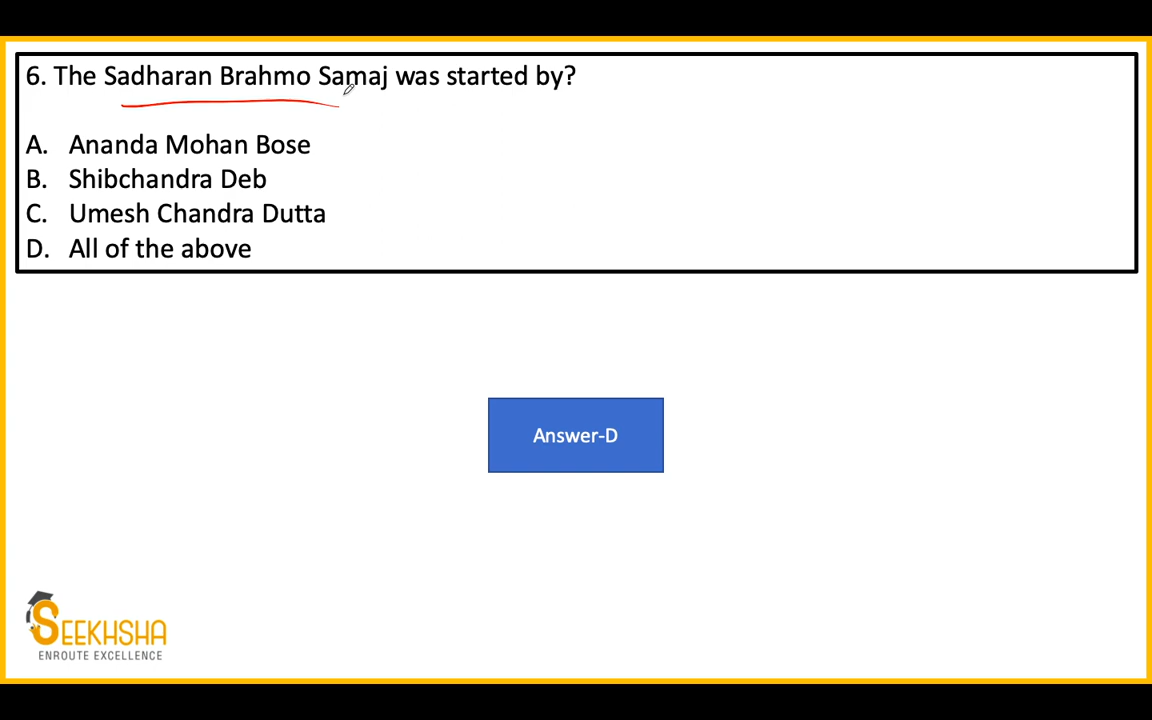 6. The Sadharan Brahmo Samaj was started by?
A. Ananda Mohan Bose
B. Shibchandra Deb
C. Umesh Chandra Dutta
D. All of the above
Answer-D
SEEKHSHA
ENROUTE EXCELLENCE